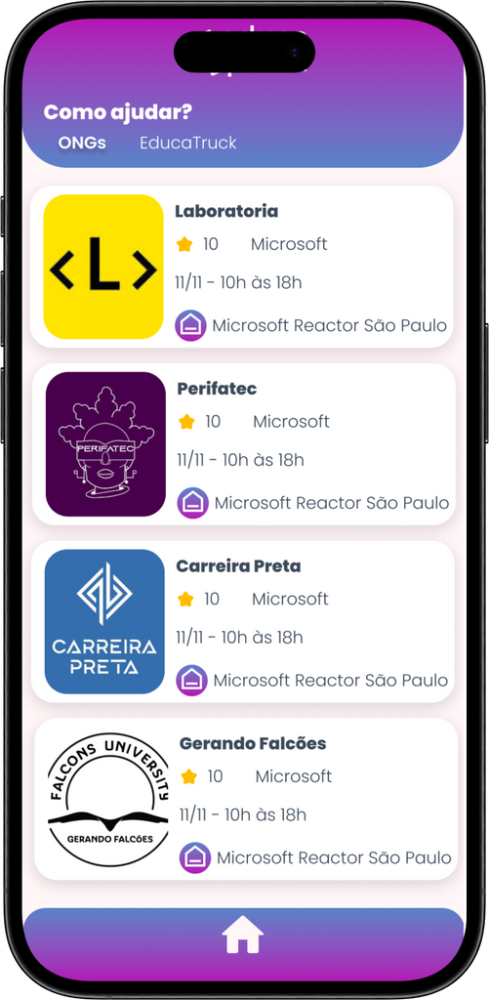 Como ajudar?
ONGs EducaTruck
<L>
Laboratoria
10 Microsoft
11/11 - 10h às 18h
Microsoft Reactor São Paulo
PERIFATEC
Perifatec
10 Microsoft
11/11 - 10h às 18h
Microsoft Reactor São Paulo
CARREIRA
PRETA
Carreira Preta
10 Microsoft
11/11 - 10h às 18h
Microsoft Reactor São Paulo
FALCONS UNIVERSITY
GERANDO FALCÕES
Gerando Falcões
10 Microsoft
11/11 - 10h às 18h
Microsoft Reactor São Paulo